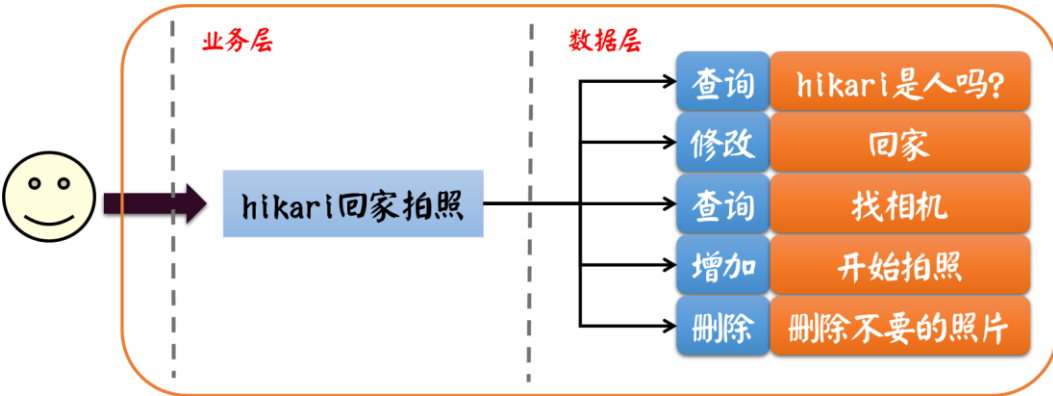 业务层
数据层
hikari回家拍照
查询 hikari是人吗?
修改 回家
查询 找相机
增加 开始拍照
删除 删除不要的照片